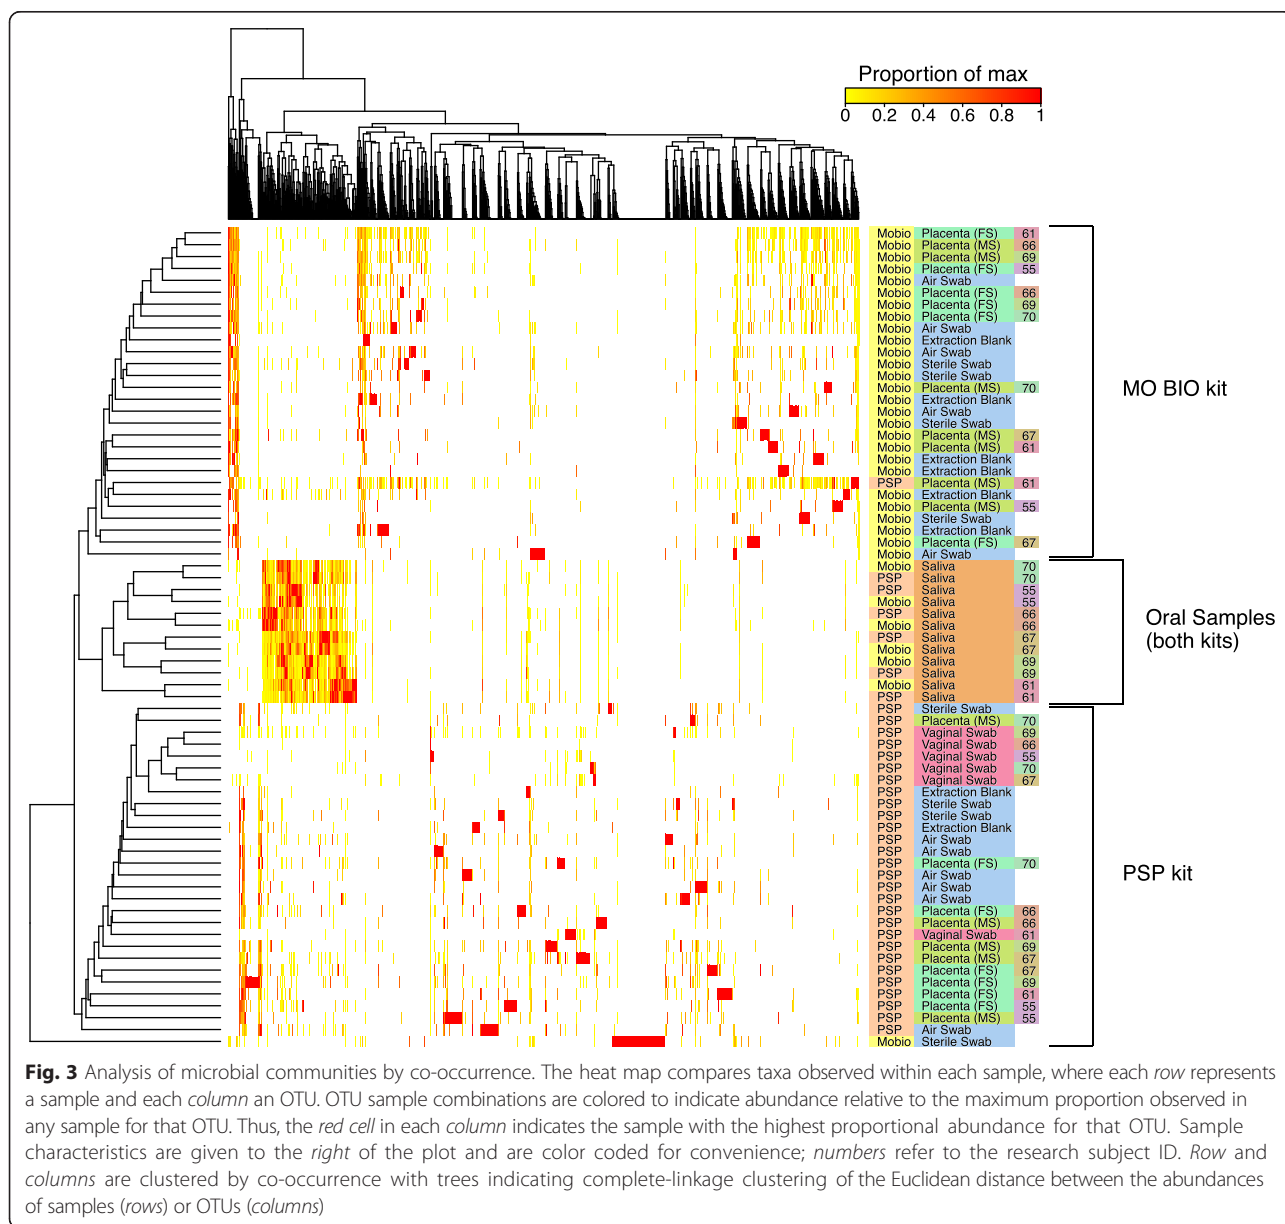 Proportion of max
0 0.2 0.4 0.6 0.8 1
Mobio Placenta (FS) 61
Mobio Placenta (MS) 66
Mobio Placenta (MS) 69
Mobio Placenta (FS) 55
Mobio Air Swab
Mobio Placenta (FS) 66
Mobio Placenta (FS) 69
Mobio Placenta (FS) 70
Mobio Air Swab
Mobio Extraction Blank
Mobio Air Swab
Mobio Sterile Swab
Mobio Sterile Swab
Mobio Placenta (MS) 70
Mobio Extraction Blank
Mobio Air Swab
Mobio Sterile Swab
Mobio Placenta (MS) 67
Mobio Placenta (MS) 61
Mobio Extraction Blank
Mobio Extraction Blank
PSP Placenta (MS) 61
Mobio Extraction Blank
Mobio Placenta (MS) 55
Mobio Sterile Swab
Mobio Extraction Blank
Mobio Placenta (FS) 67
Mobio Air Swab
MO BIO kit
Mobio Saliva 70
PSP Saliva 70
PSP Saliva 55
Mobio Saliva 55
PSP Saliva 66
Mobio Saliva 66
PSP Saliva 67
Mobio Saliva 67
Mobio Saliva 69
PSP Saliva 69
Mobio Saliva 61
PSP Saliva 61
Oral Samples
(both kits)
PSP Sterile Swab
PSP Placenta (MS) 70
PSP Vaginal Swab 69
PSP Vaginal Swab 66
PSP Vaginal Swab 55
PSP Vaginal Swab 70
PSP Vaginal Swab 67
PSP Extraction Blank
PSP Sterile Swab
PSP Sterile Swab
PSP Extraction Blank
PSP Air Swab
PSP Air Swab
PSP Placenta (FS) 70
PSP Air Swab
PSP Air Swab
PSP Air Swab
PSP Placenta (FS) 66
PSP Placenta (MS) 66
PSP Vaginal Swab 61
PSP Placenta (MS) 69
PSP Placenta (MS) 67
PSP Placenta (FS) 67
PSP Placenta (FS) 69
PSP Placenta (FS) 61
PSP Placenta (FS) 55
PSP Placenta (MS) 55
PSP Air Swab
Mobio Sterile Swab
PSP kit
Fig. 3 Analysis of microbial communities by co-occurrence. The heat map compares taxa observed within each sample, where each row represents
a sample and each column an OTU. OTU sample combinations are colored to indicate abundance relative to the maximum proportion observed in
any sample for that OTU. Thus, the red cell in each column indicates the sample with the highest proportional abundance for that OTU. Sample
characteristics are given to the right of the plot and are color coded for convenience; numbers refer to the research subject ID. Row and
columns are clustered by co-occurrence with trees indicating complete-linkage clustering of the Euclidean distance between the abundances
of samples (rows) or OTUs (columns)